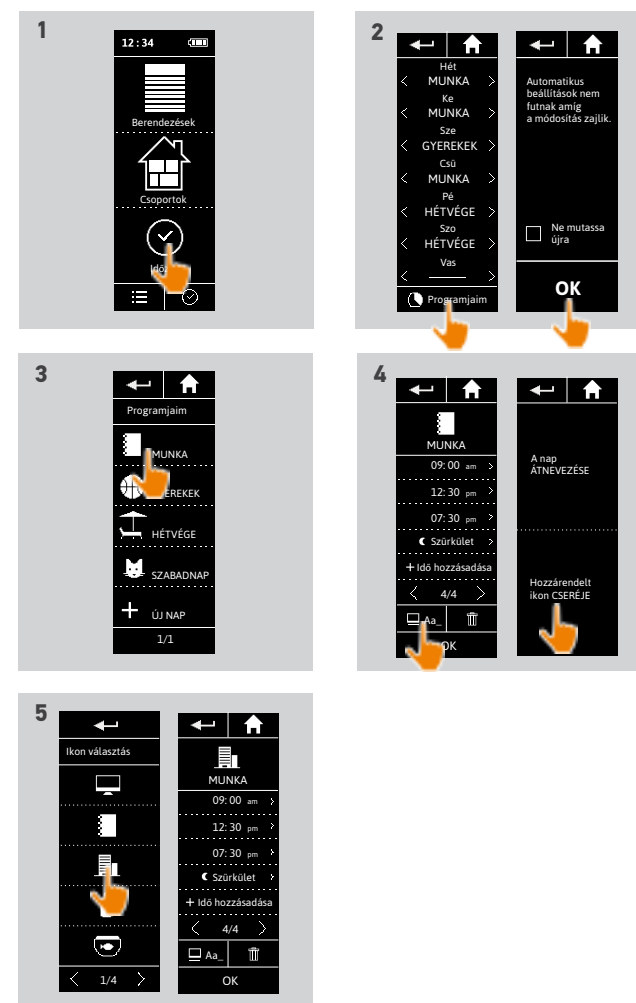 1
12:34
Berendezések
Csoportok
2
Hét
< MUNKA >
Ke
< MUNKA >
Sze
< GYEREKEK >
Csü
< MUNKA >
Pé
< HÉTVÉGE >
Szo
< HÉTVÉGE >
Vas
Programjaim
Automatikus
beállítások nem
futnak amíg
a módosítás zajlik.
Ne mutassa
újra
OK
3
Programjaim
MUNKA
HÉTVÉGE
SZABADNAP
+ ÚJ NAP
1/1
4
MUNKA
09:00 am >
12:30 pm >
07:30 pm >
Szürkület >
+ Idő hozzásadása
< 4/4 >
Aa_
OK
A nap
ÁTNEVEZÉSE
Hozzárendelt
ikon CSERÉJE
5
Ikon választás
< 1/4 >
MUNKA
09:00 am >
12:30 pm >
07:30 pm >
Szürkület >
+ Idő hozzásadása
< 4/4 >
Aa_
OK